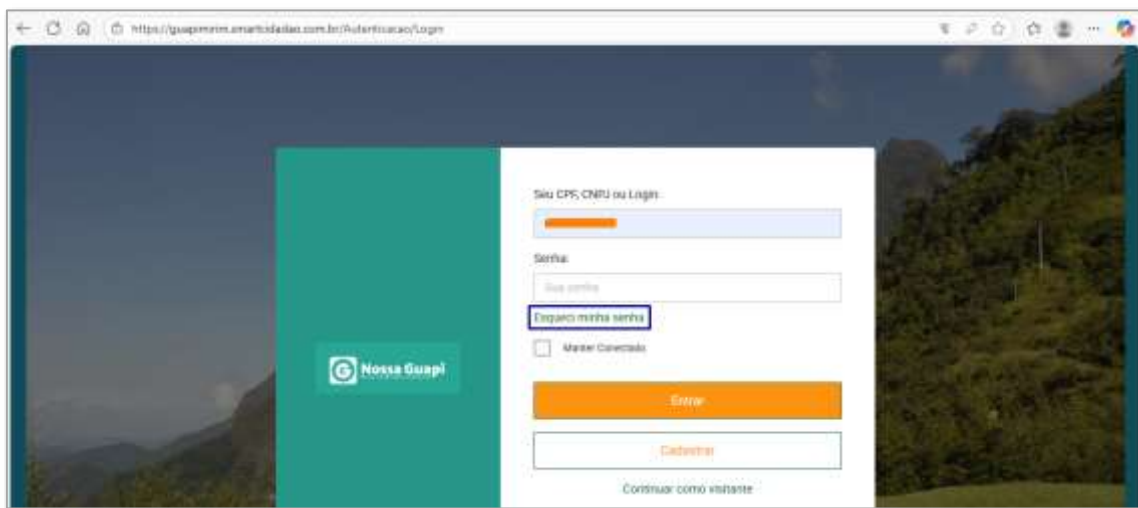 https://guapimirim.smartcidadao.com.br/Autenticacao/Login
Seu CPF, CNPJ ou Login
Senha:
Sua senha
Esqueci minha senha
Manter Conectado
Nossa Guapi
Entrar
Cadastrar
Continuar como visitante